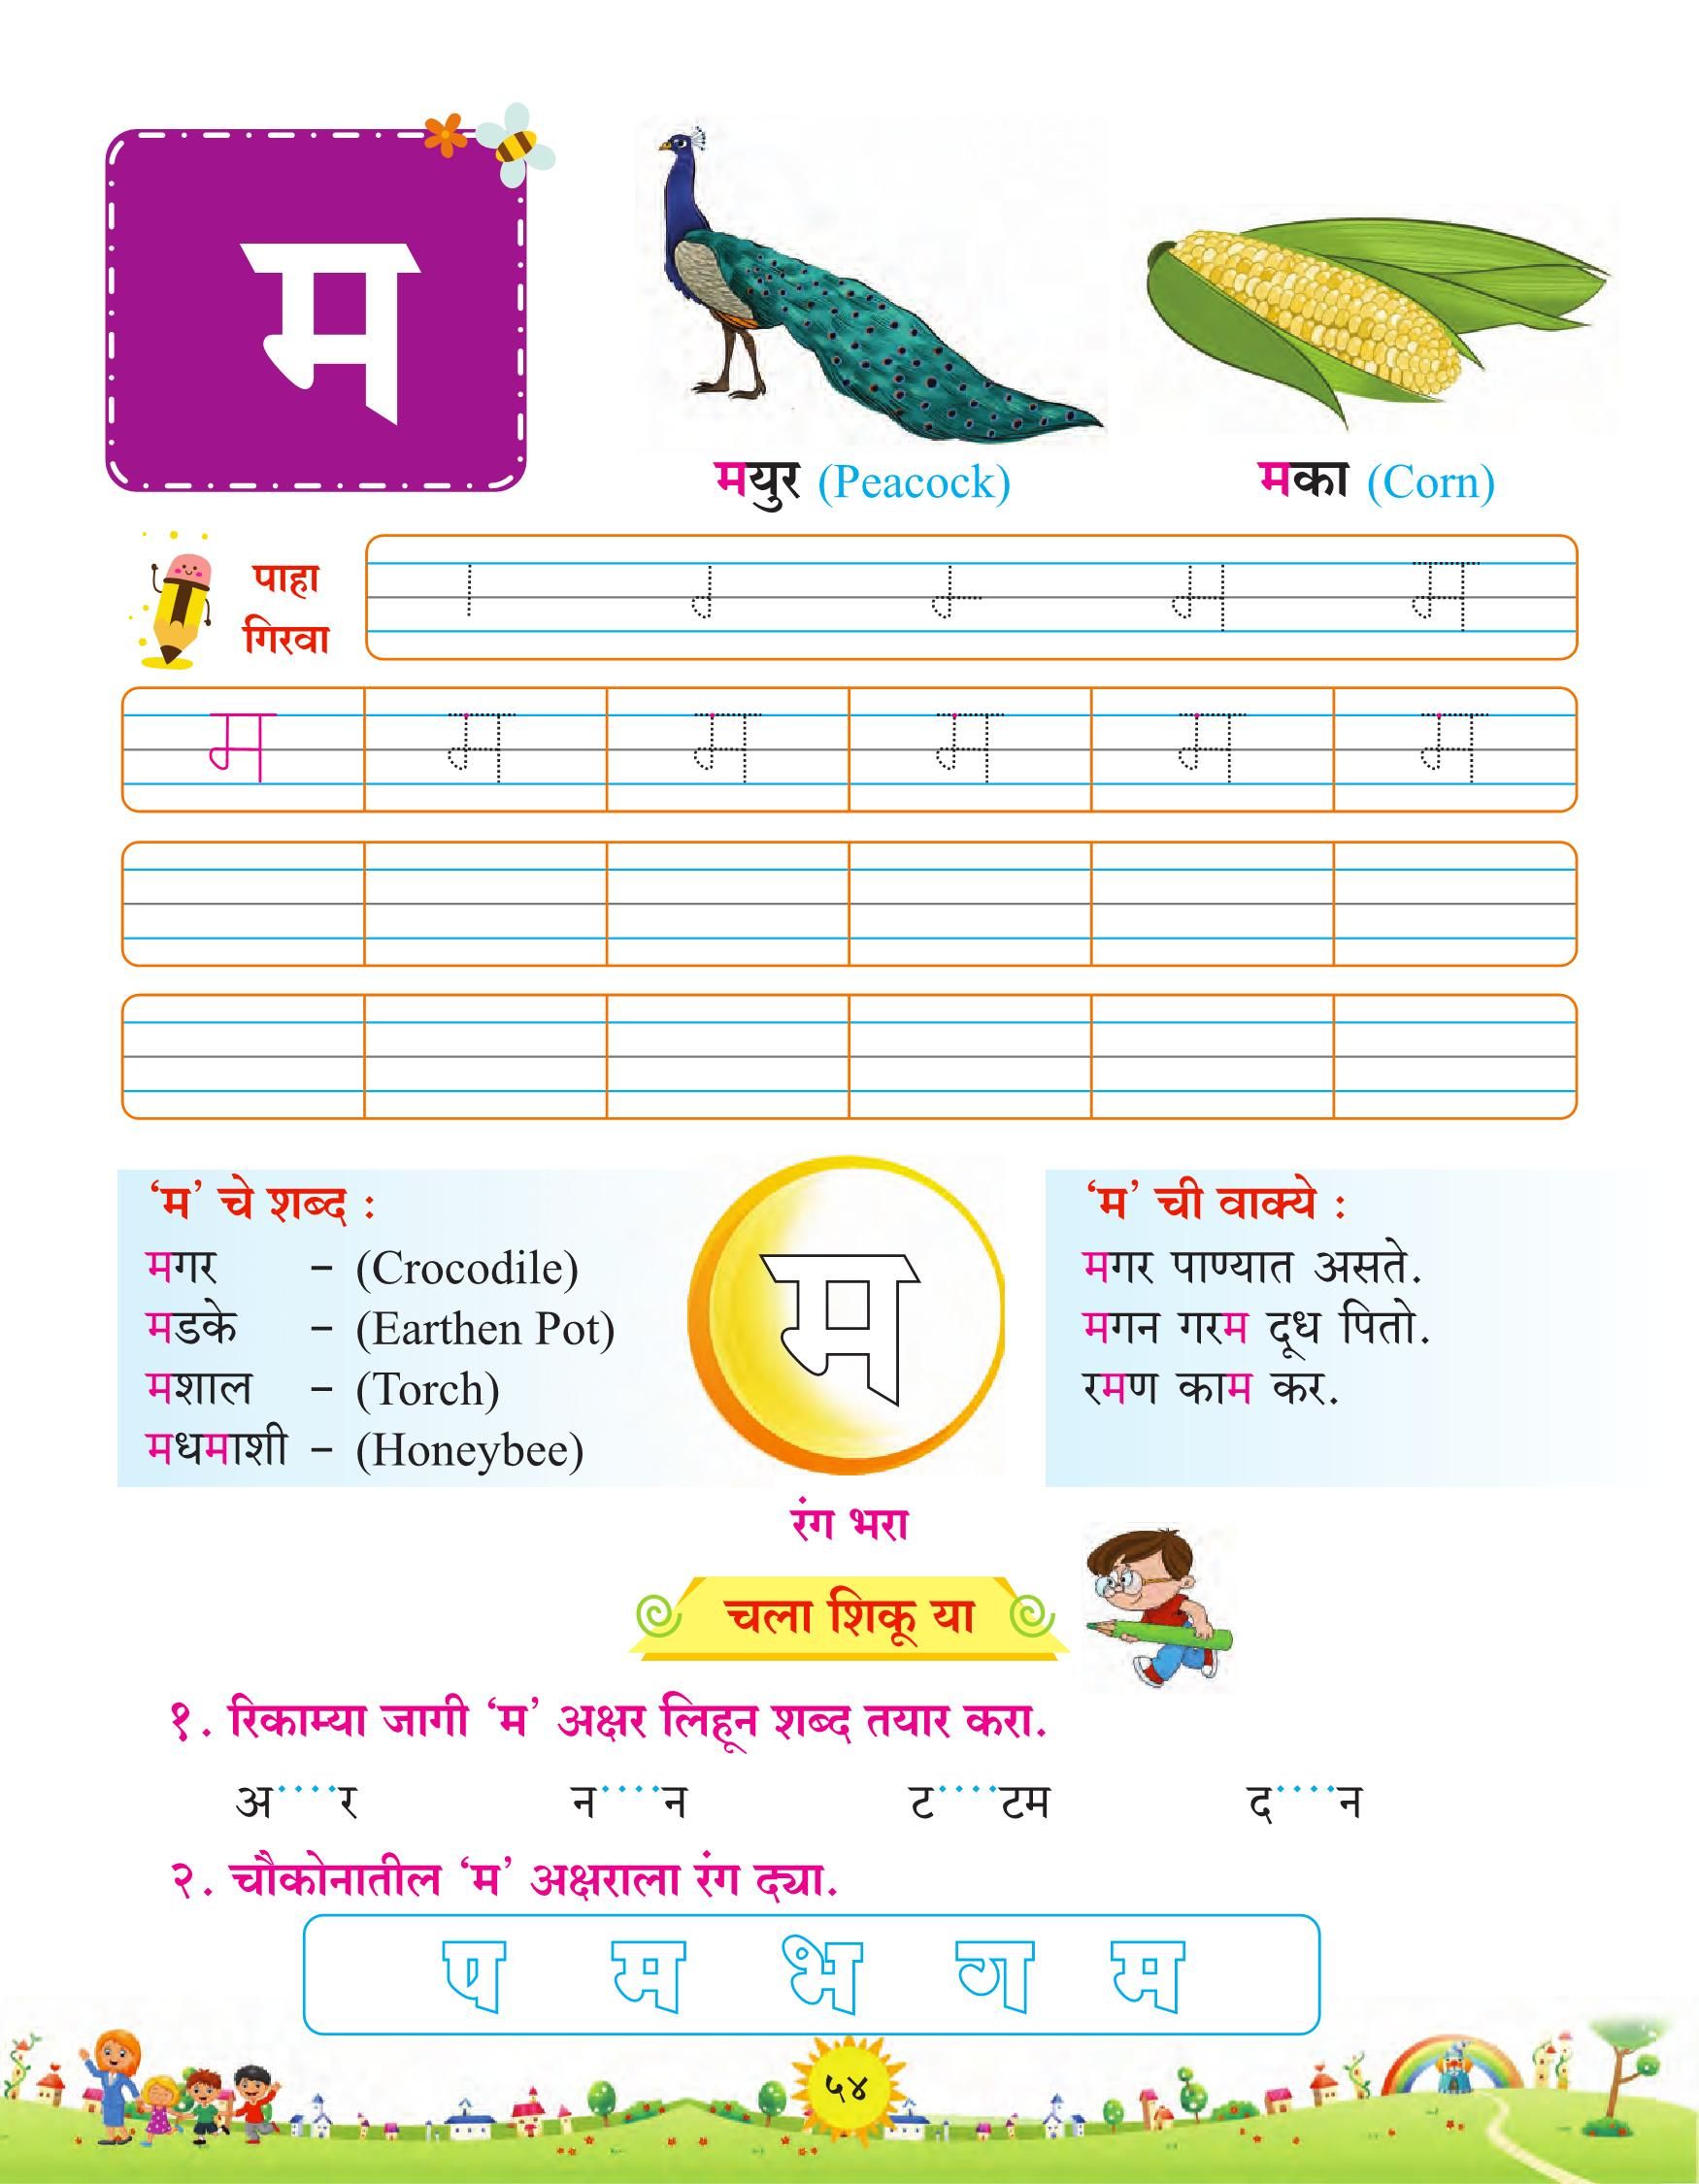 म
मयुर (Peacock)
मका (Corn)
पाहा
गिरवा
म
म म म म म म
‘म’ चे शब्द :
मगर – (Crocodile)
मडके – (Earthen Pot)
मशाल – (Torch)
मधमाशी – (Honeybee)
म
रंग भरा
‘म’ ची वाक्ये :
मगर पाण्यात असते.
मगन गरम दूध पितो.
रमण काम कर.
चला शिकू या
१. रिकाम्या जागी ‘म’ अक्षर लिहून शब्द तयार करा.
अ····र न····न ट····टम द····न
२. चौकोनातील ‘म’ अक्षराला रंग द्या.
प म भ ग म
५४